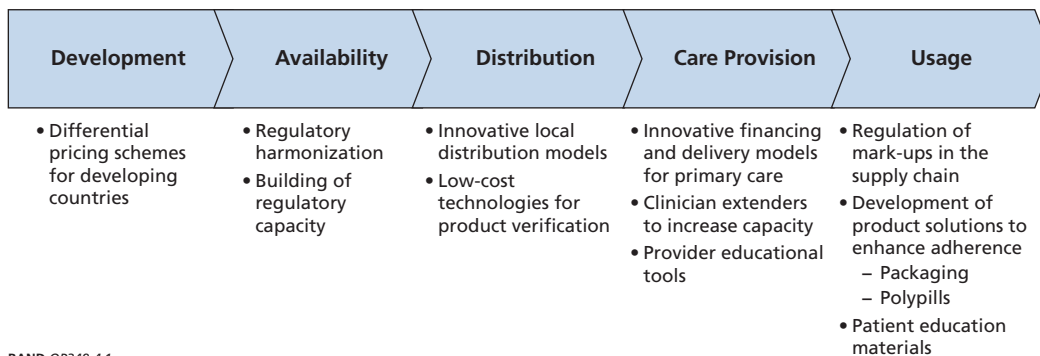 Development
Availability
Distribution
Care Provision
Usage
• Differential
pricing schemes
for developing
countries
• Regulatory
harmonization
• Building of
regulatory
capacity
• Innovative local
distribution models
• Low-cost
technologies for
product verification
• Innovative financing
and delivery models
for primary care
• Clinician extenders
to increase capacity
• Provider educational
tools
• Regulation of
mark-ups in the
supply chain
• Development of
product solutions to
enhance adherence
– Packaging
– Polypills
• Patient education
materials